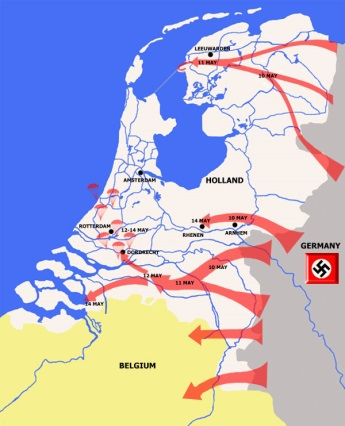 LEEUWARDEN
11 MAY
10 MAY
AMSTERDAM
HOLLAND
ROTTERDAM
12-14 MAY
14 MAY
10 MAY
RHENEN
ARNHEM
DORDRECHT
GERMANY
10 MAY
12 MAY
11 MAY
14 MAY
BELGIUM